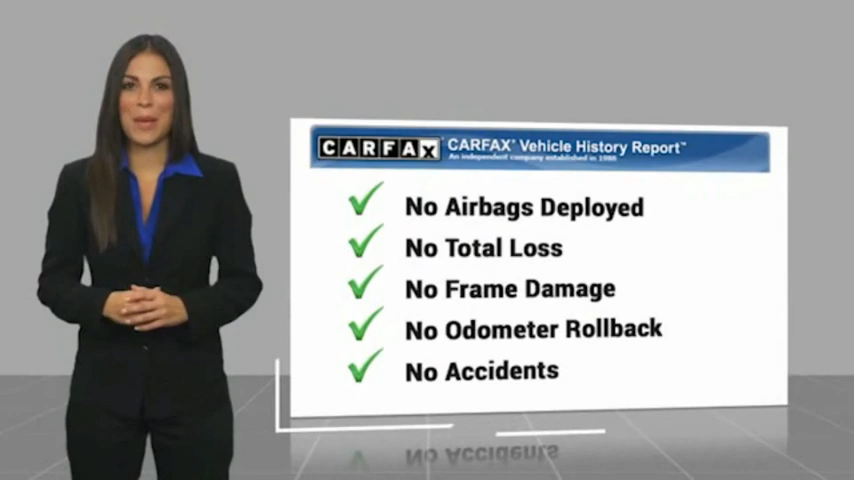 CARFAX CARFAX® Vehicle History Report™
An independent company established in 1986
No Airbags Deployed
No Total Loss
No Frame Damage
No Odometer Rollback
No Accidents
No Accidents